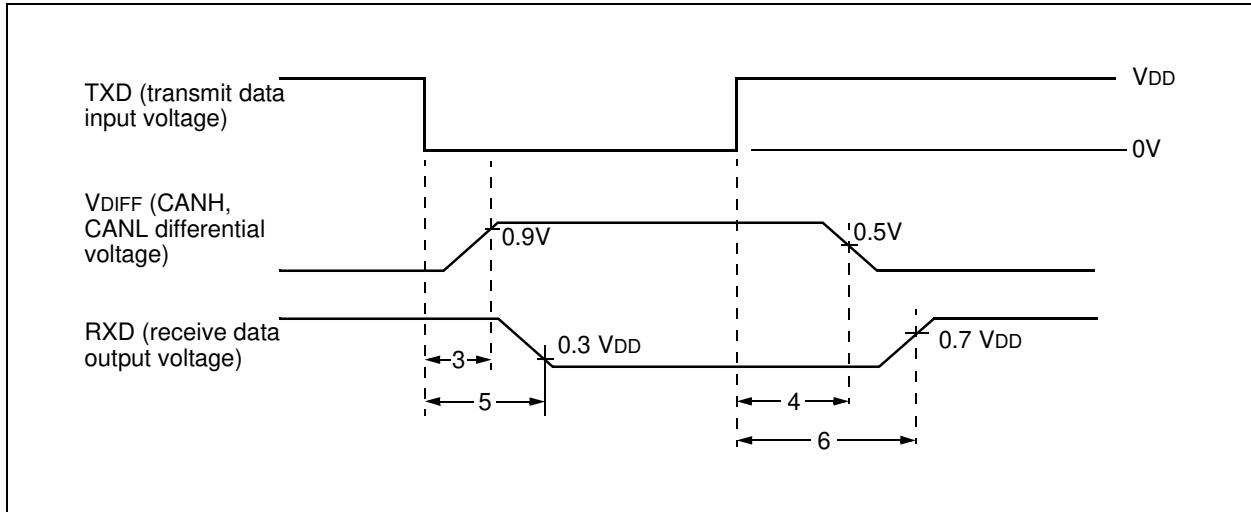 TXD (transmit data
input voltage)
VDD
0V
VDIFF (CANH,
CANL differential
voltage)
0.9V
0.5V
RXD (receive data
output voltage)
0.3 VDD
0.7 VDD
3
5
4
6